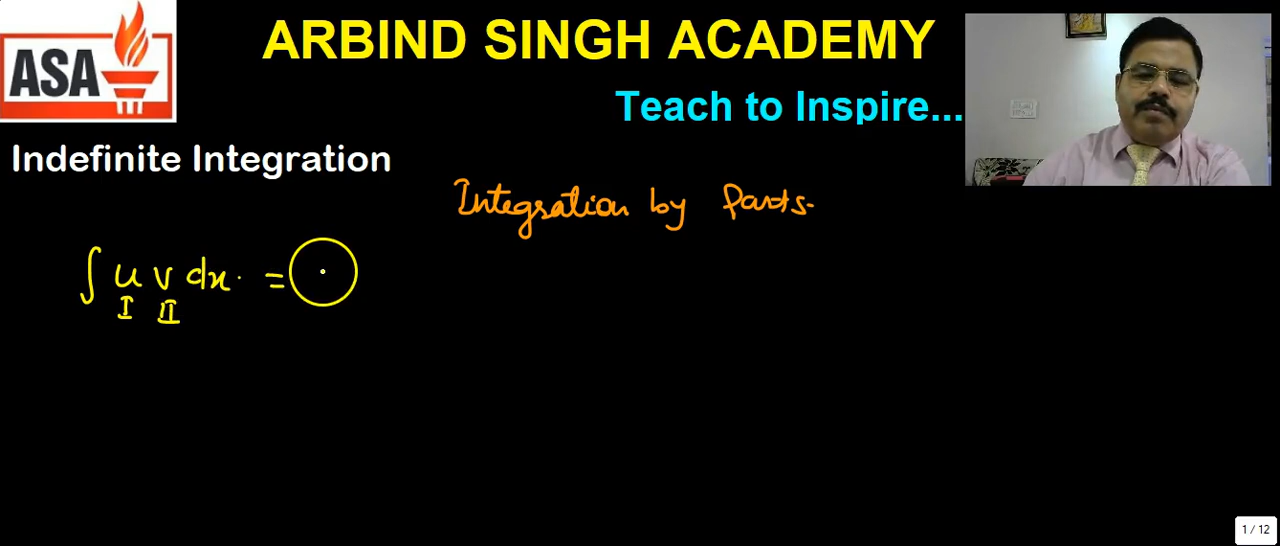 ASA
ARBIND SINGH ACADEMY
Teach to Inspire...
Indefinite Integration
Integration by Parts-
∫ u v dx. =
I II
1 / 12